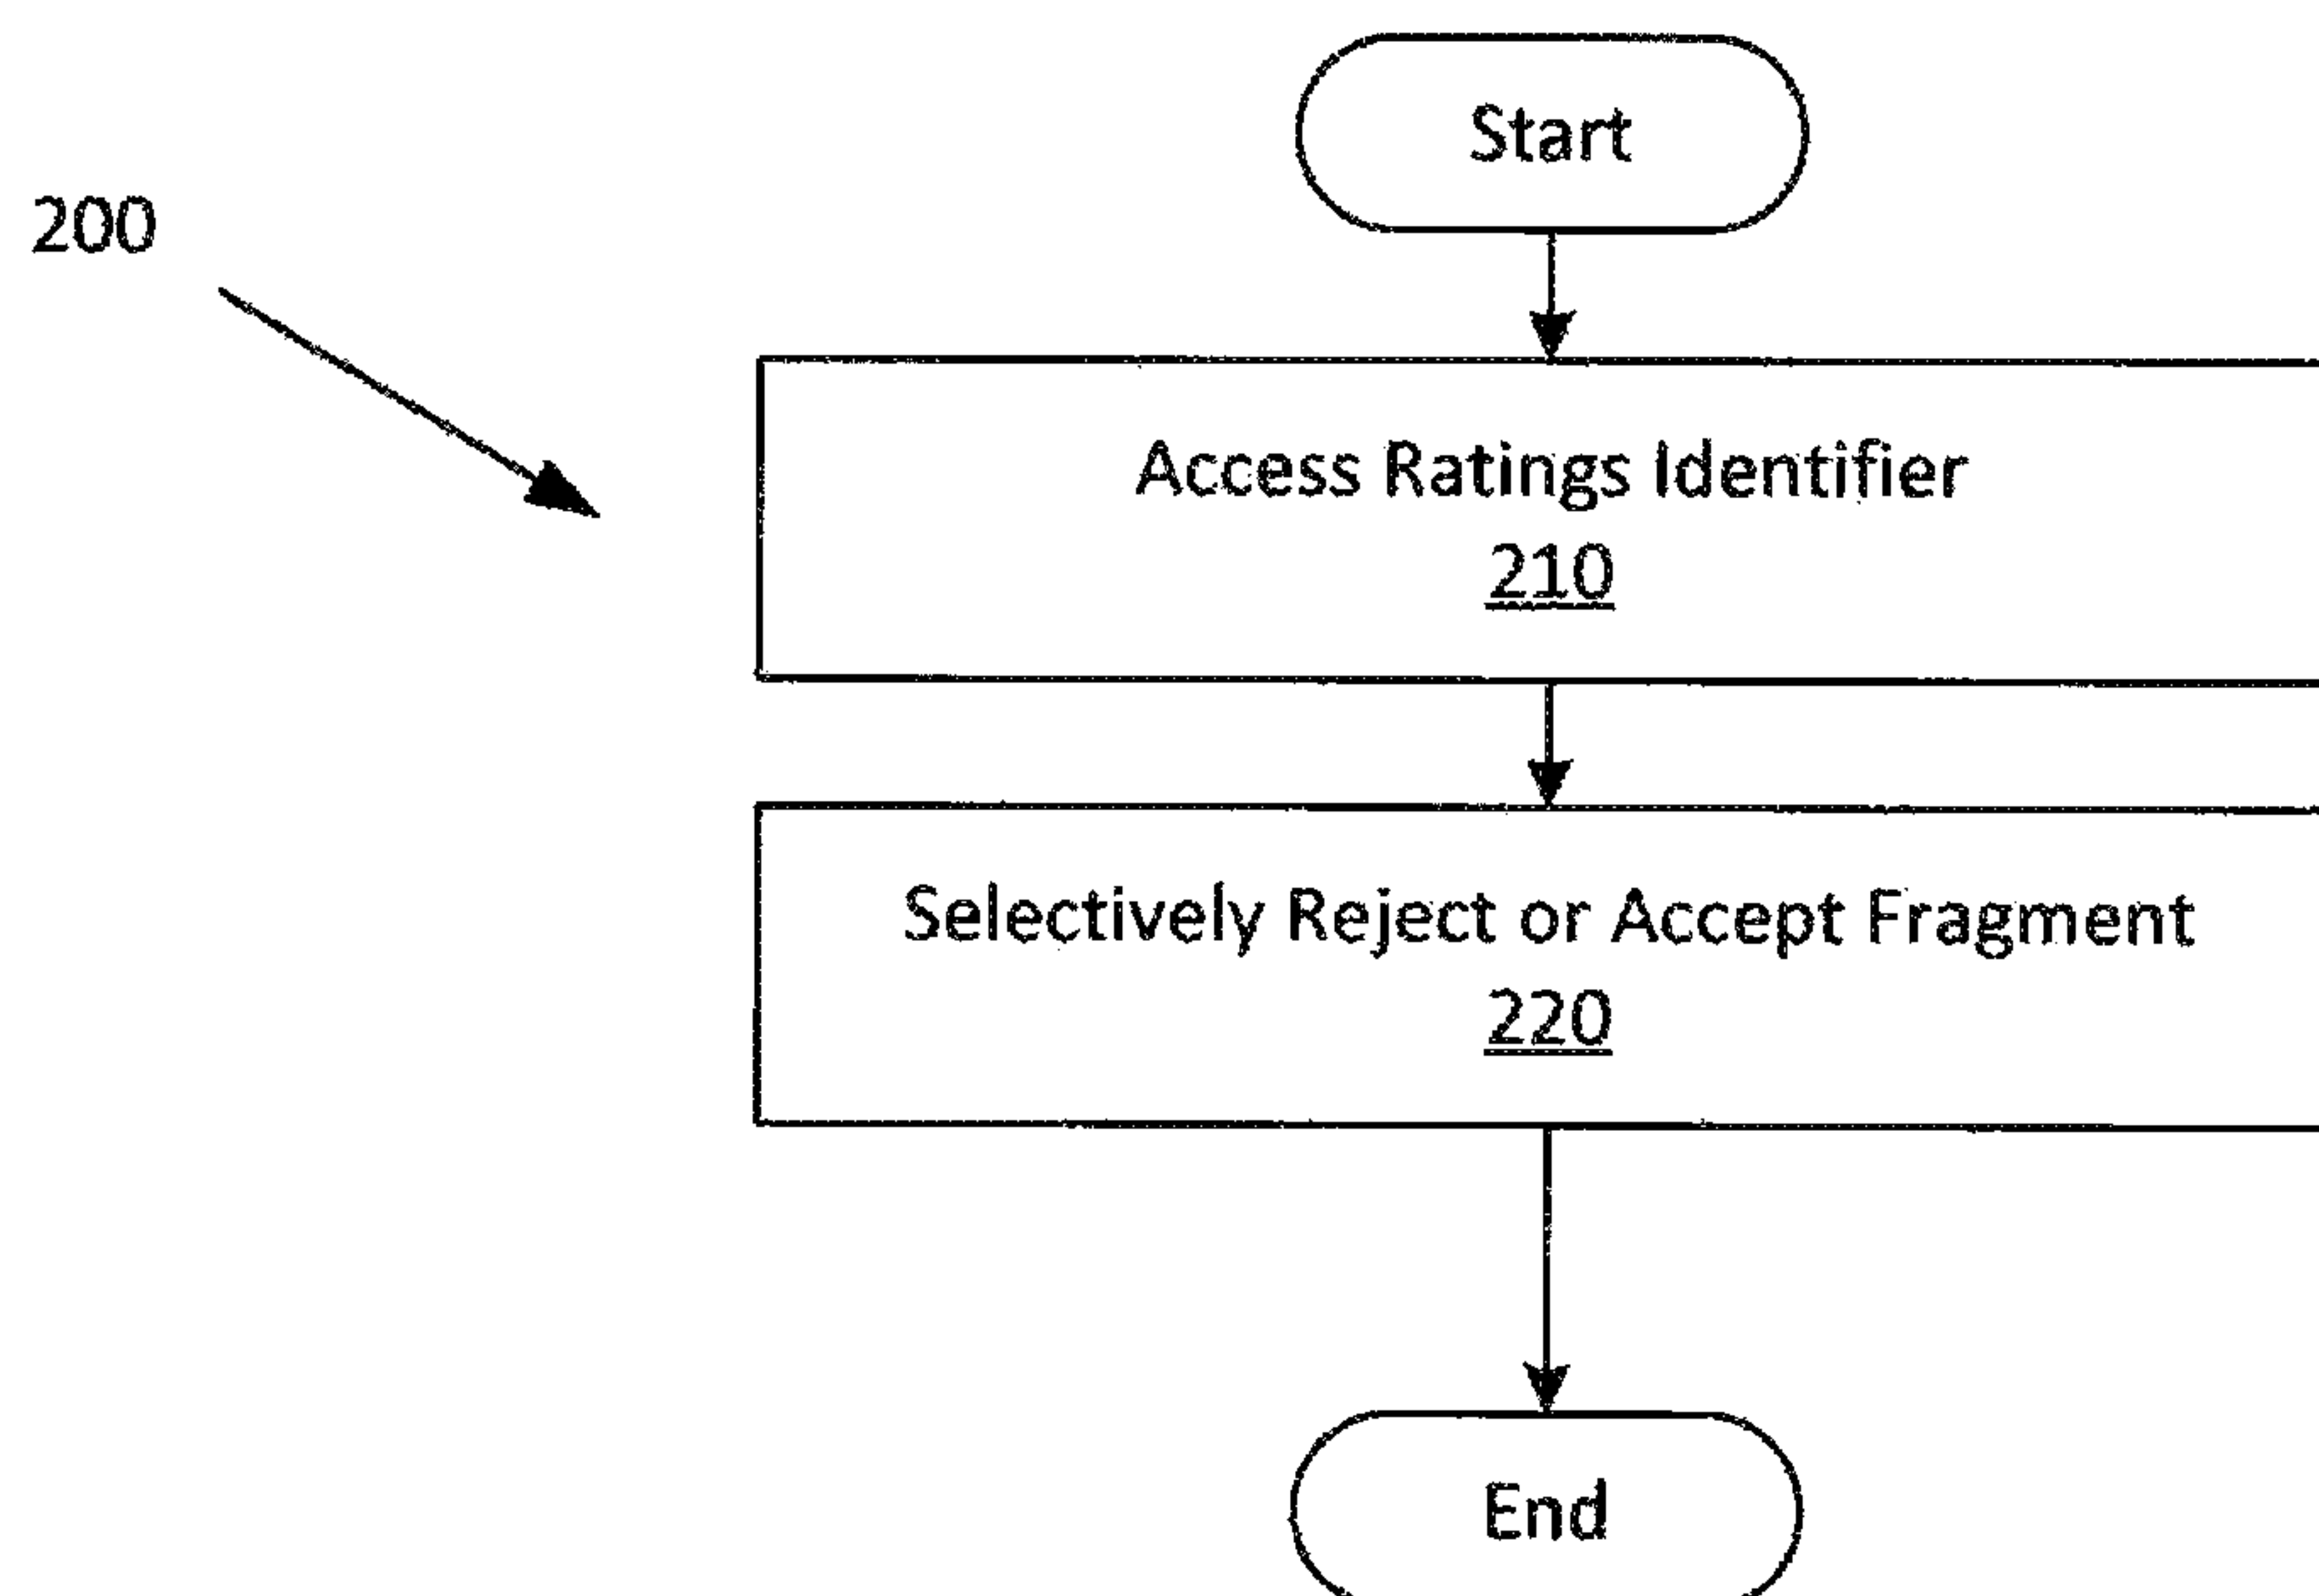 Start
200
Access Ratings Identifier
210
Selectively Reject or Accept Fragment
220
End